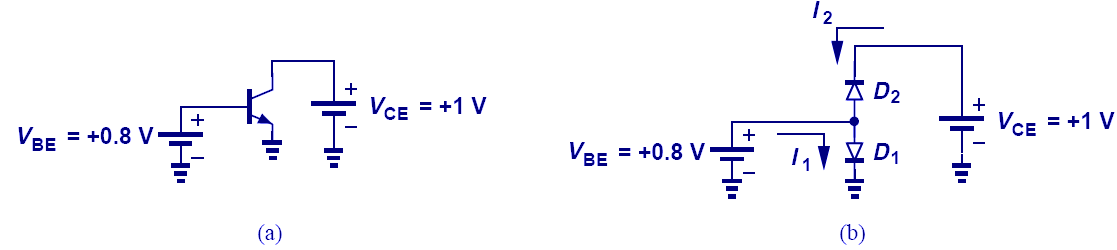 V_BE = +0.8 V
+
−
+
−
V_CE = +1 V
(a)
I_2
D_2
V_BE = +0.8 V
+
−
I_1
D_1
+
−
V_CE = +1 V
(b)